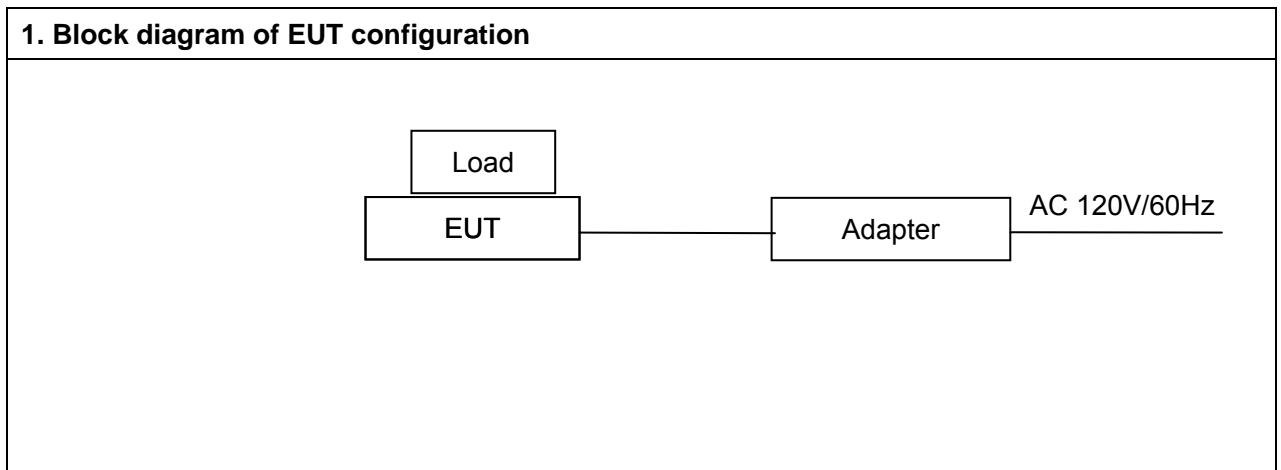 1. Block diagram of EUT configuration
Load
EUT
Adapter
AC 120V/60Hz